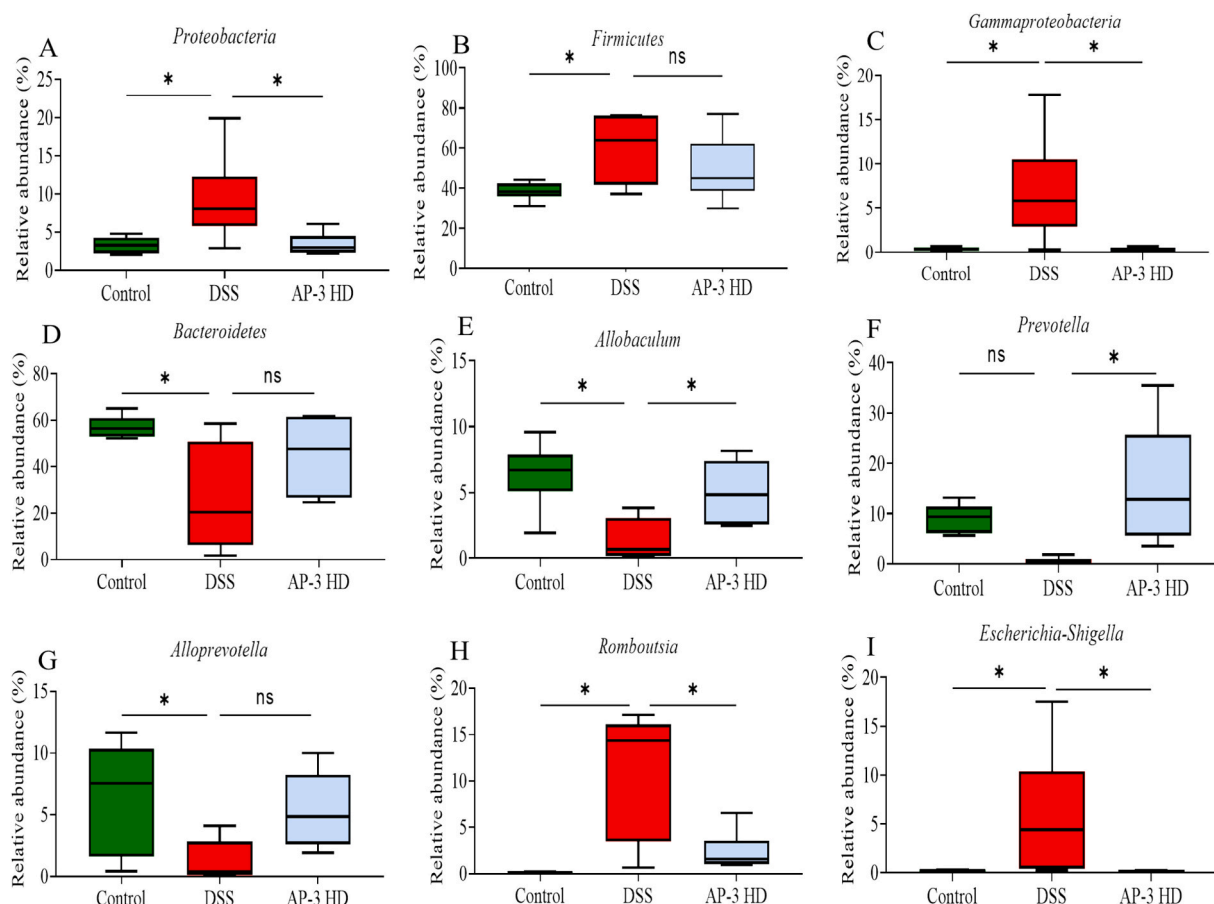 A
Proteobacteria
Relative abundance (%)
25
20
15
10
5
0
*
*
Control
DSS
AP-3 HD
B
Firmicutes
Relative abundance (%)
100
80
60
40
20
0
*
ns
Control
DSS
AP-3 HD
C
Gammaproteobacteria
Relative abundance (%)
20
15
10
5
0
*
*
Control
DSS
AP-3 HD
D
Bacteroidetes
Relative abundance (%)
80
60
40
20
0
*
ns
Control
DSS
AP-3 HD
E
Allobaculum
Relative abundance (%)
15
10
5
0
*
*
Control
DSS
AP-3 HD
F
Prevotella
Relative abundance (%)
40
30
20
10
0
ns
*
Control
DSS
AP-3 HD
G
Alloprevotella
Relative abundance (%)
15
10
5
0
*
ns
Control
DSS
AP-3 HD
H
Romboutsia
Relative abundance (%)
20
15
10
5
0
*
*
Control
DSS
AP-3 HD
I
Escherichia-Shigella
Relative abundance (%)
20
15
10
5
0
*
*
Control
DSS
AP-3 HD